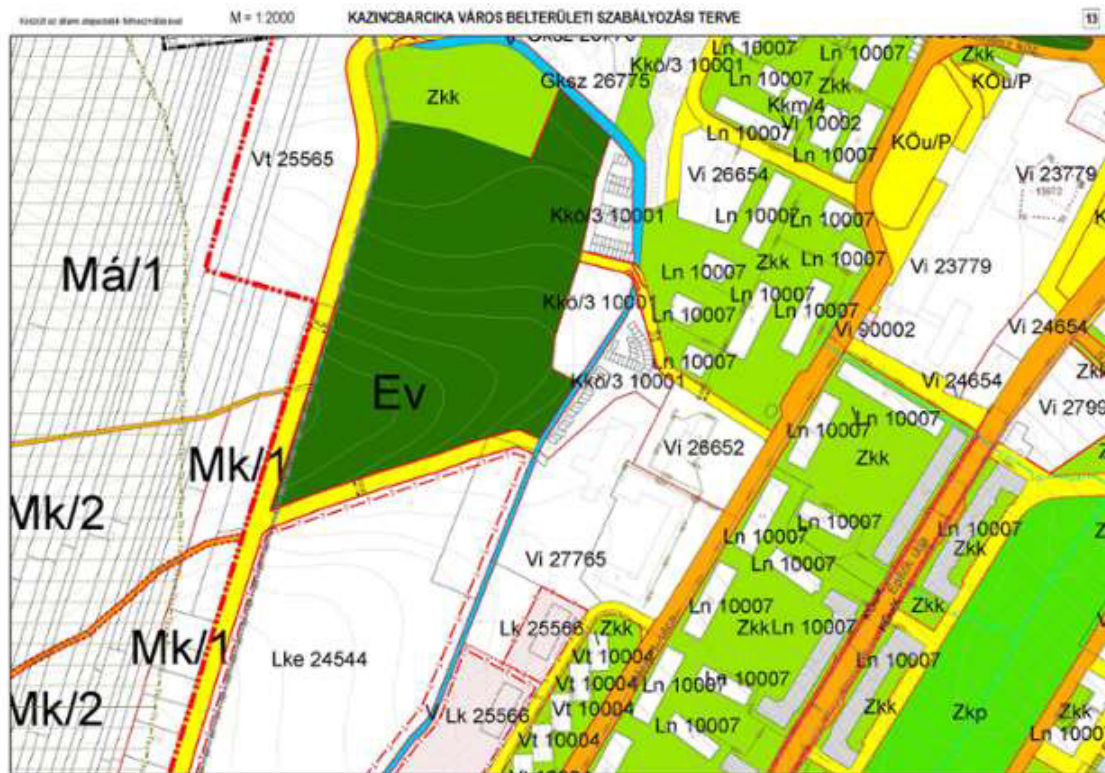 M = 1:2000
KAZINCBARCIKA VÁROS BELTERÜLETI SZABÁLYOZÁSI TERVE
13
Gksz 26775
Kkö/3 10001
Ln 10007
Ln 10007
Ln 10007
Zkk
Zkk
KÖu/P
Zkk
Kkm/4
Vi 10002
Ln 10007
Ln 10007
KÖu/P
Vt 25565
Vi 26654
Vi 23779
Kkö/3 10001
Ln 10007
Ln 10007
Má/1
Zkk
Ln 10007
Ln 10007
Vi 23779
Kkö/3 10001
Ln 10007
Ln 10007
Ln 10007
Vi 90002
Vi 24654
Ln 10007
Kkö/3 10001
Zkk
Ev
Vi 24654
Vi 2799
Ln 10007
Ln 10007
Vi 26652
Zkk
Mk/1
Mk/2
Ln 10007
Ln 10007
Ln 10007
Zkk
Vi 27765
Ln 10007
Ln 10007
Zkk
Lk 25566
Zkk
Zkk
Ln 10007
Mk/1
Vt 10004
Lke 24544
Ln 10007
Vt 10004
Ln 10007
Ln 10007
Mk/2
Lk 25566
Vt 10004
Zkk
Zkp
Zkk
Vt 10004
Ln 10007